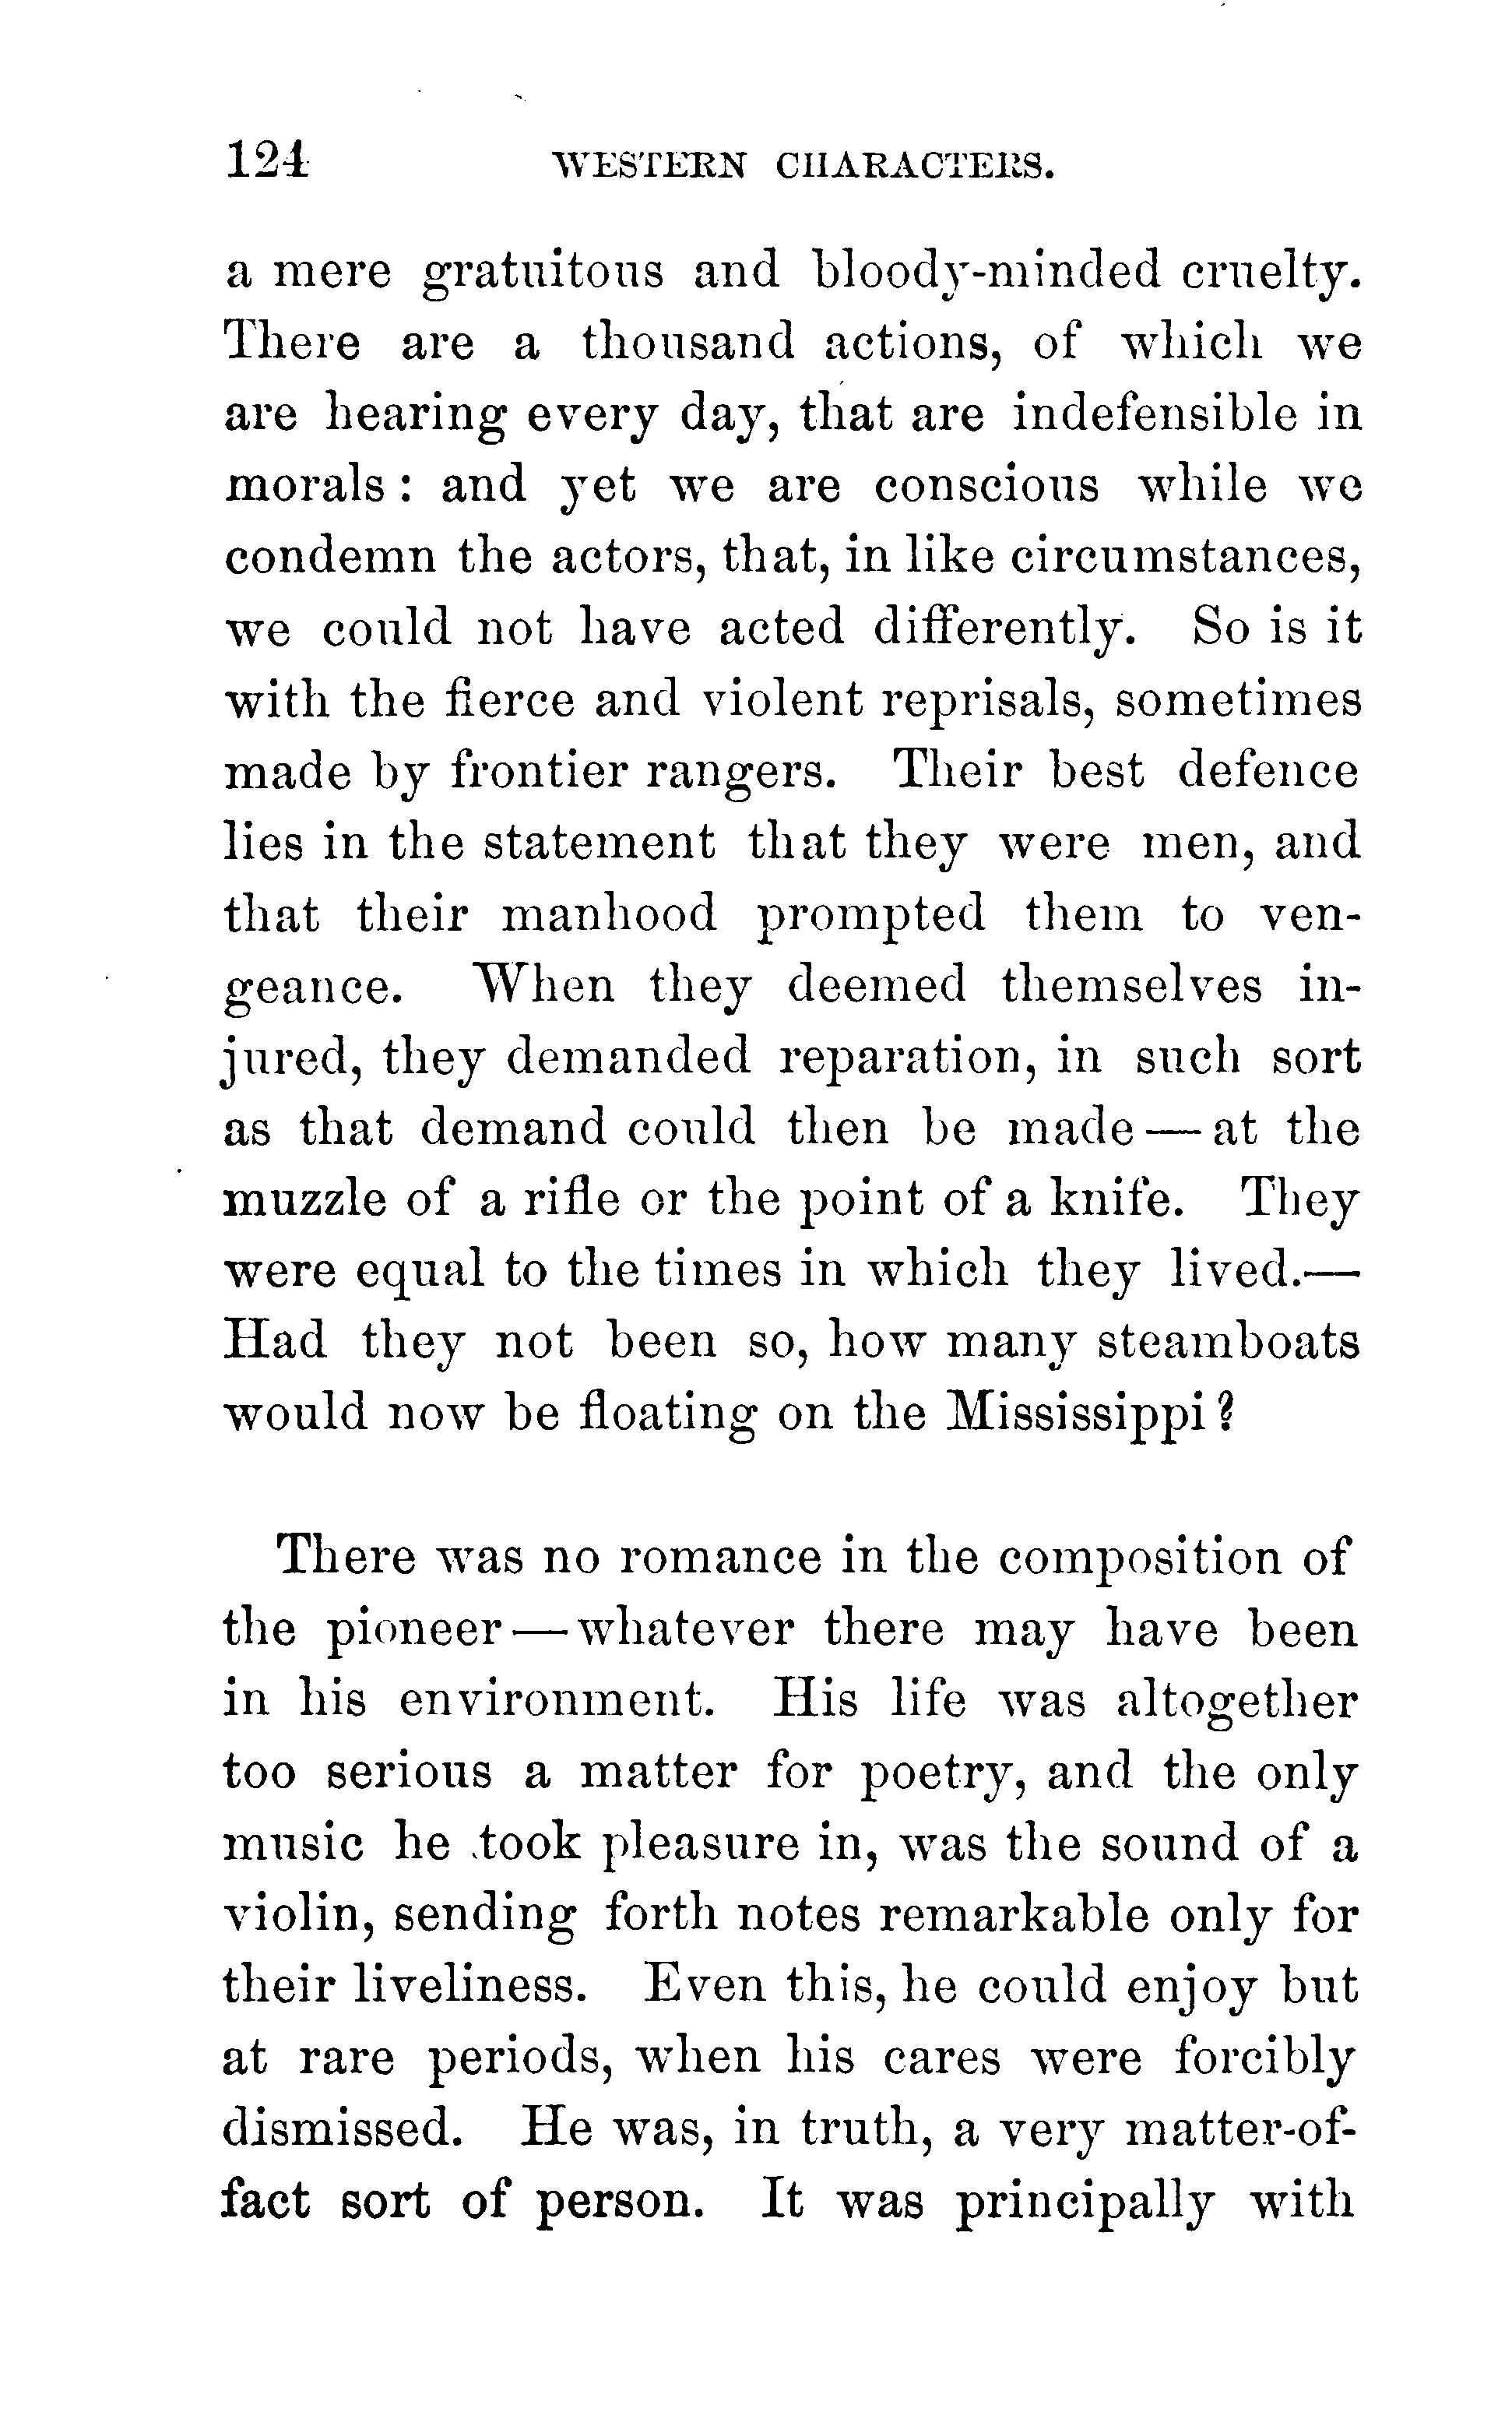 124 WESTERN CHARACTERS.
a mere gratuitous and bloody-minded cruelty.
There are a thousand actions, of which we
are hearing every day, that are indefensible in
morals: and yet we are conscious while we
condemn the actors, that, in like circumstances,
we could not have acted differently. So is it
with the fierce and violent reprisals, sometimes
made by frontier rangers. Their best defence
lies in the statement that they were men, and
that their manhood prompted them to ven-
geance. When they deemed themselves in-
jured, they demanded reparation, in such sort
as that demand could then be made — at the
muzzle of a rifle or the point of a knife. They
were equal to the times in which they lived.—
Had they not been so, how many steamboats
would now be floating on the Mississippi?
There was no romance in the composition of
the pioneer — whatever there may have been
in his environment. His life was altogether
too serious a matter for poetry, and the only
music he took pleasure in, was the sound of a
violin, sending forth notes remarkable only for
their liveliness. Even this, he could enjoy but
at rare periods, when his cares were forcibly
dismissed. He was, in truth, a very matter-of-
fact sort of person. It was principally with